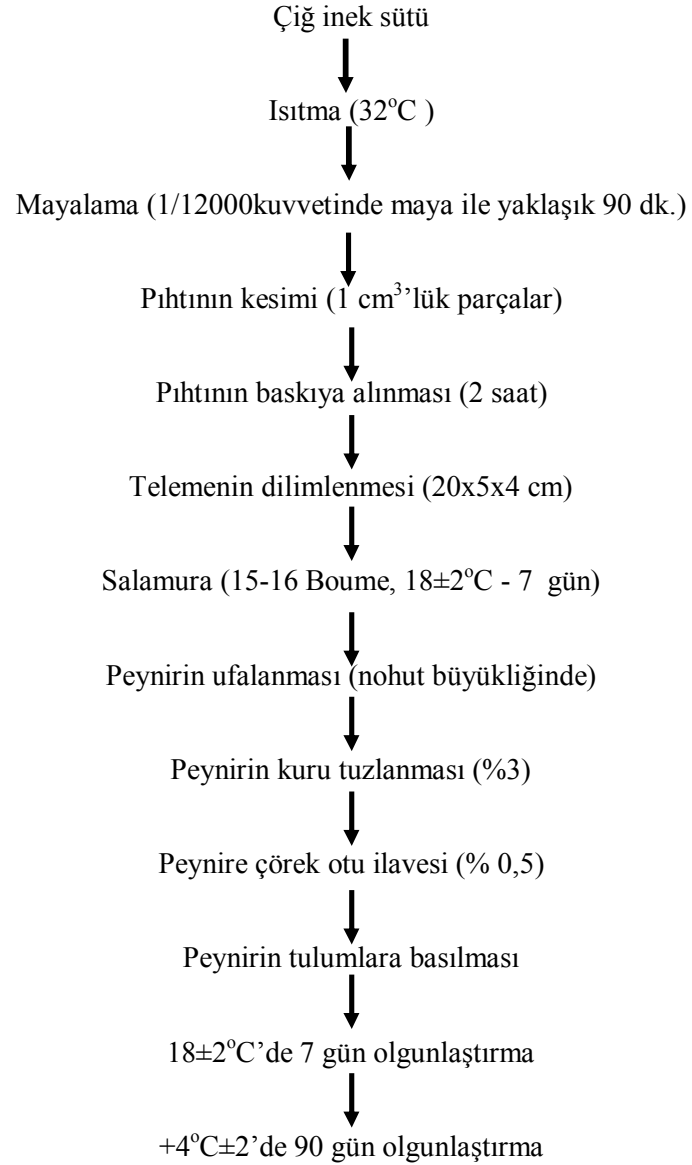 Çiğ inek sütü
Isıtma (32°C )
Mayalama (1/12000kuvvetinde maya ile yaklaşık 90 dk.)
Pıhtının kesimi (1 cm³’lük parçalar)
Pıhtının baskıya alınması (2 saat)
Telemenin dilimlenmesi (20x5x4 cm)
Salamura (15-16 Boume, 18±2°C - 7 gün)
Peynirin ufalanması (nohut büyükliğinde)
Peynirin kuru tuzlanması (%3)
Peynire çörek otu ilavesi (% 0,5)
Peynirin tulumlara basılması
18±2°C’de 7 gün olgunlaştırma
+4°C±2’de 90 gün olgunlaştırma